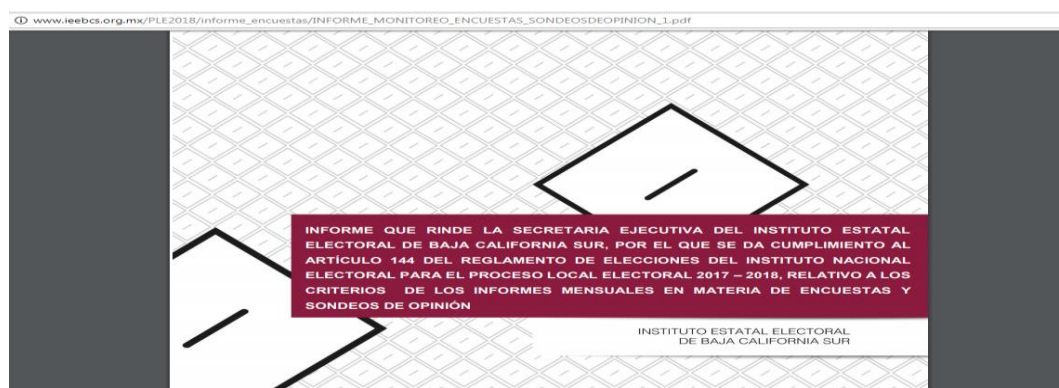 www.ieebcs.org.mx/PLE2018/informe_encuestas/INFORME_MONITOREO_ENCUESTAS_SONDEOSDEOPINION_1.pdf
INFORME QUE RINDE LA SECRETARIA EJECUTIVA DEL INSTITUTO ESTATAL
ELECTORAL DE BAJA CALIFORNIA SUR, POR EL QUE SE DA CUMPLIMIENTO AL
ARTÍCULO 144 DEL REGLAMENTO DE ELECCIONES DEL INSTITUTO NACIONAL
ELECTORAL PARA EL PROCESO LOCAL ELECTORAL 2017 – 2018, RELATIVO A LOS
CRITERIOS DE LOS INFORMES MENSUALES EN MATERIA DE ENCUESTAS Y
SONDEOS DE OPINIÓN
INSTITUTO ESTATAL ELECTORAL
DE BAJA CALIFORNIA SUR